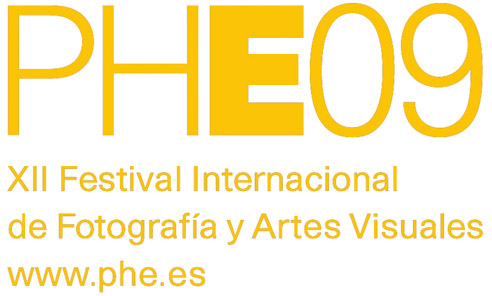 PHE09
XII Festival Internacional
de Fotografía y Artes Visuales
www.phe.es